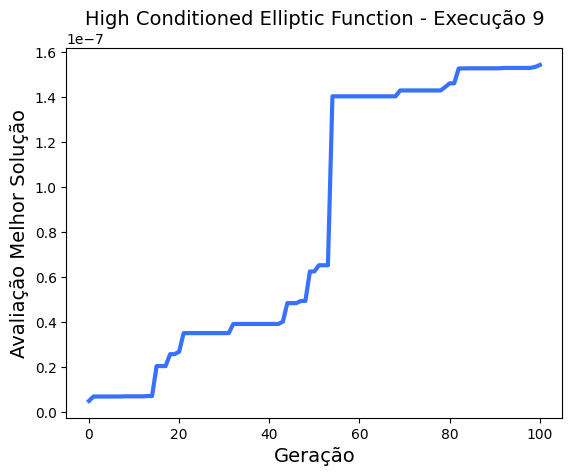 High Conditioned Elliptic Function - Execução 9
1e−7
1.6
1.4
1.2
1.0
0.8
0.6
0.4
0.2
0.0
Avaliação Melhor Solução
0 20 40 60 80 100
Geração